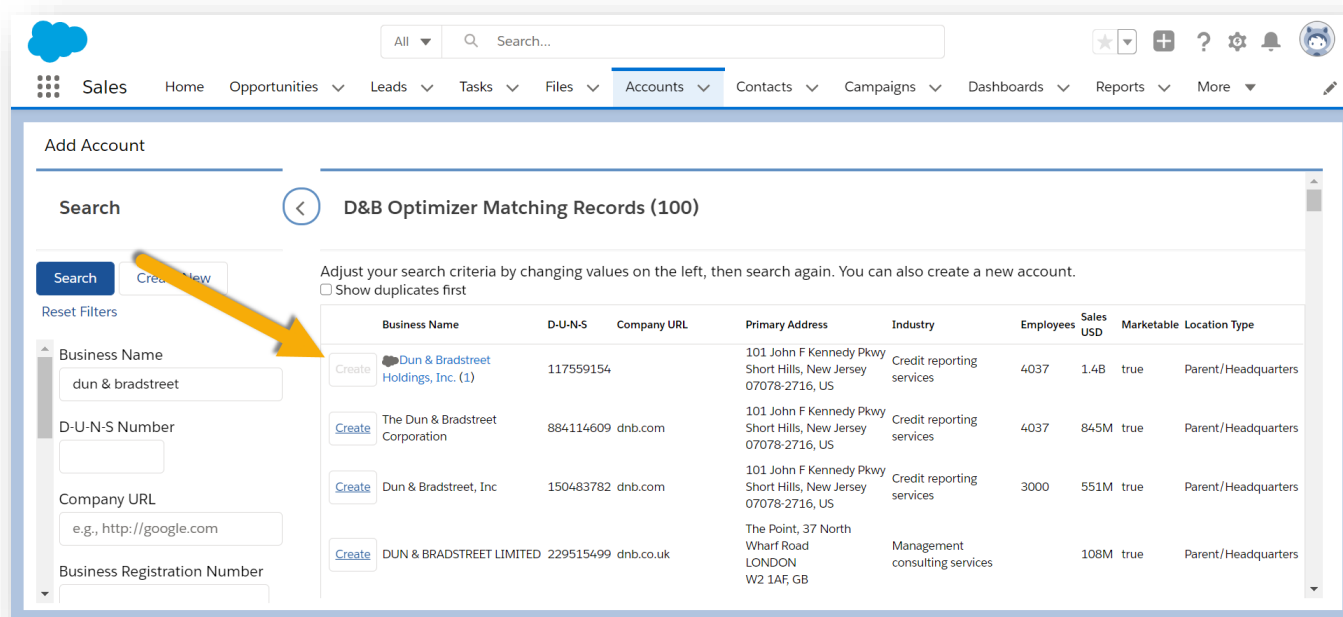 All
Search...
Sales
Home
Opportunities
Leads
Tasks
Files
Accounts
Contacts
Campaigns
Dashboards
Reports
More
Add Account
Search
D&B Optimizer Matching Records (100)
Search
Create New
Reset Filters
Business Name
dun & bradstreet
D-U-N-S Number
Company URL
e.g., http://google.com
Business Registration Number
Adjust your search criteria by changing values on the left, then search again. You can also create a new account.
Show duplicates first
Business Name D-U-N-S Company URL Primary Address Industry Employees Sales USD Marketable Location Type
Create
Dun & Bradstreet
Holdings, Inc. (1)
117559154
101 John F Kennedy Pkwy
Short Hills, New Jersey
07078-2716, US
Credit reporting
services
4037
1.4B
true
Parent/Headquarters
Create
The Dun & Bradstreet
Corporation
884114609
dnb.com
101 John F Kennedy Pkwy
Short Hills, New Jersey
07078-2716, US
Credit reporting
services
4037
845M
true
Parent/Headquarters
Create
Dun & Bradstreet, Inc
150483782
dnb.com
101 John F Kennedy Pkwy
Short Hills, New Jersey
07078-2716, US
Credit reporting
services
3000
551M
true
Parent/Headquarters
Create
DUN & BRADSTREET LIMITED
229515499
dnb.co.uk
The Point, 37 North
Wharf Road
LONDON
W2 1AF, GB
Management
consulting services
108M
true
Parent/Headquarters